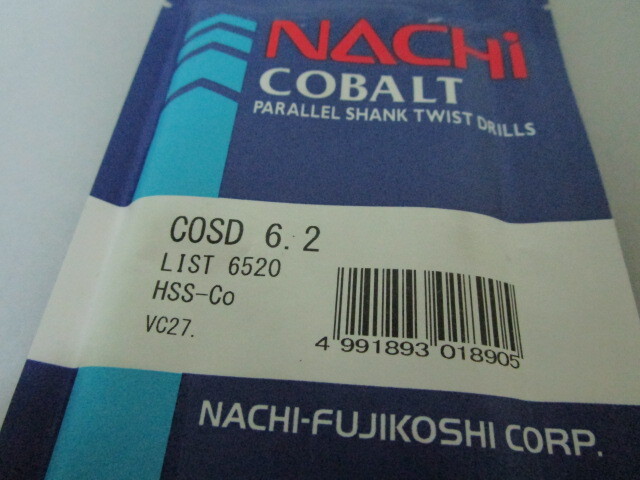 NACHi
COBALT
PARALLEL SHANK TWIST DRILLS
COSD 6.2
LIST 6520
HSS-Co
VC27.
4 991893 018905
NACHI-FUJIKOSHI CORP.